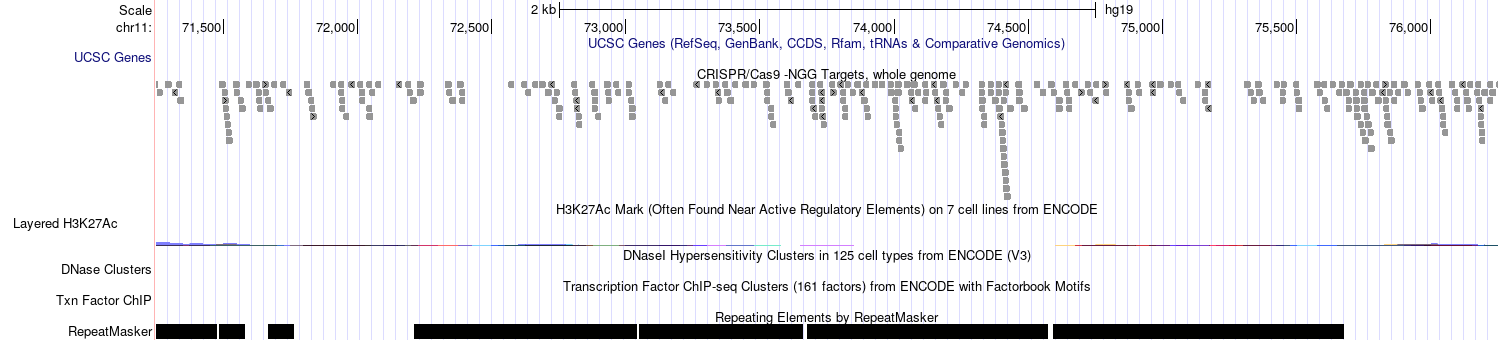 Scale 2 kb hg19
chr11: 71,500 72,000 72,500 73,000 73,500 74,000 74,500 75,000 75,500 76,000
UCSC Genes (RefSeq, GenBank, CCDS, Rfam, tRNAs & Comparative Genomics)
UCSC Genes
CRISPR/Cas9 -NGG Targets, whole genome
H3K27Ac Mark (Often Found Near Active Regulatory Elements) on 7 cell lines from ENCODE
Layered H3K27Ac
DNaseI Hypersensitivity Clusters in 125 cell types from ENCODE (V3)
DNase Clusters
Transcription Factor ChIP-seq Clusters (161 factors) from ENCODE with Factorbook Motifs
Txn Factor ChIP
Repeating Elements by RepeatMasker
RepeatMasker